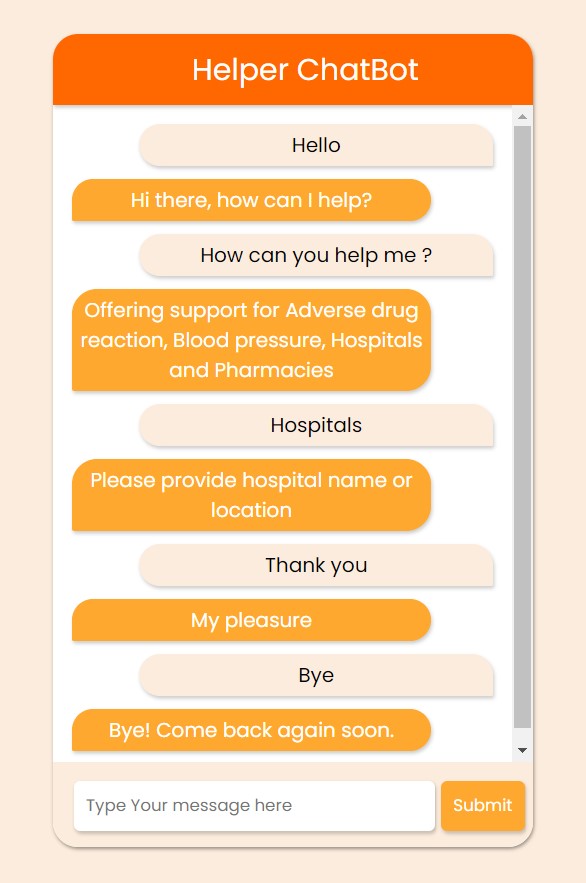 Helper ChatBot
Hello
Hi there, how can I help?
How can you help me ?
Offering support for Adverse drug
reaction, Blood pressure, Hospitals
and Pharmacies
Hospitals
Please provide hospital name or
location
Thank you
My pleasure
Bye
Bye! Come back again soon.
Type Your message here
Submit